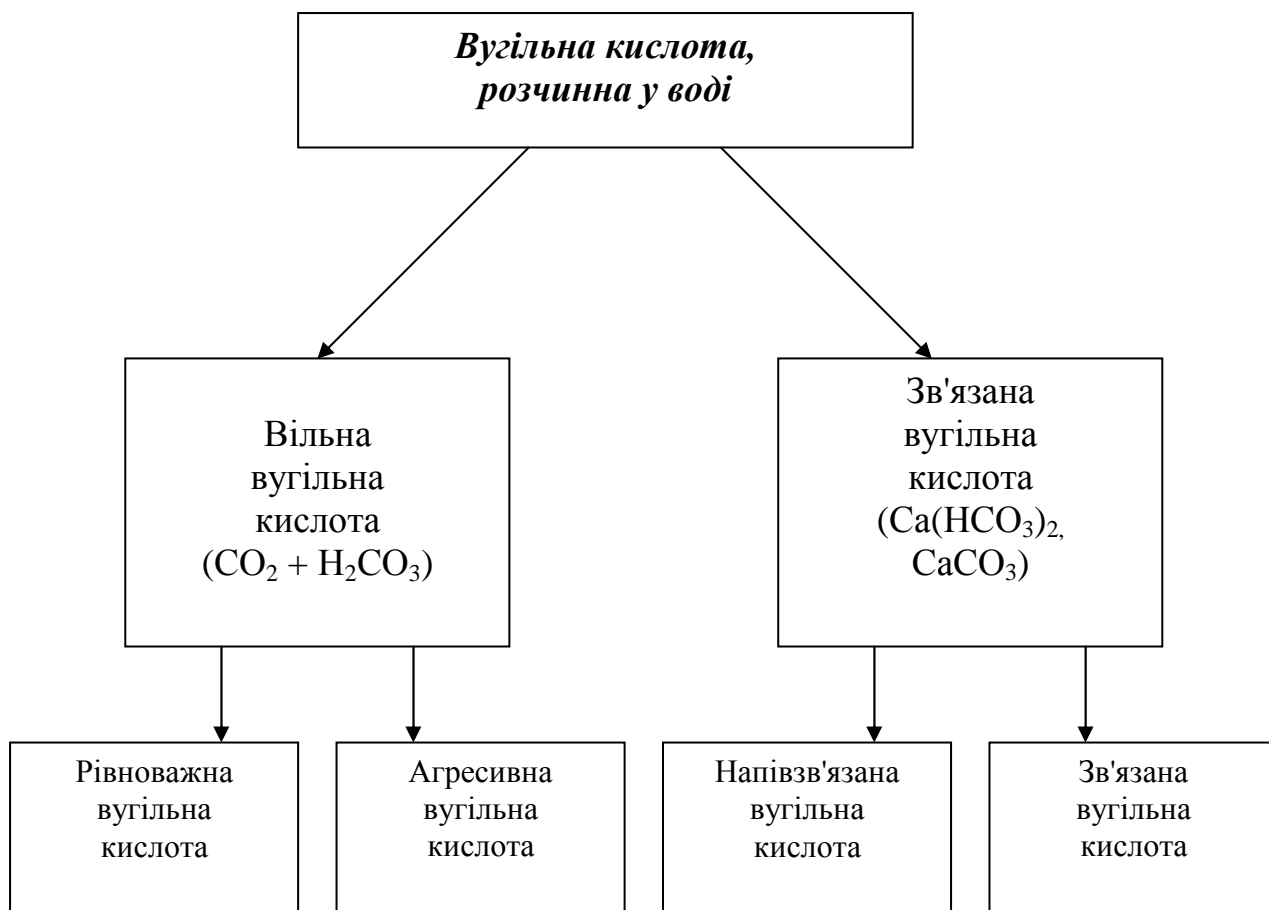 Вугільна кислота,
розчинна у воді
Вільна
вугільна
кислота
(CO₂ + H₂CO₃)
Зв'язана
вугільна
кислота
(Ca(HCO₃)₂,
CaCO₃)
Рівноважна
вугільна
кислота
Агресивна
вугільна
кислота
Напівзв'язана
вугільна
кислота
Зв'язана
вугільна
кислота